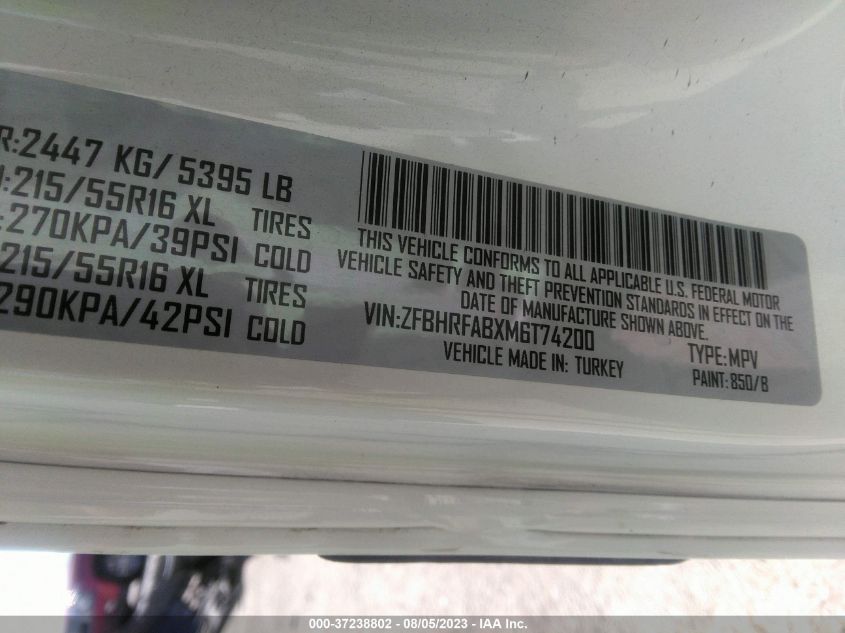 R:2447 KG/ 5395 LB
:215/55R16 XL TIRES
:270KPA/39PSI COLD
215/55R16 XL TIRES
290KPA/42PSI COLD
THIS VEHICLE CONFORMS TO ALL APPLICABLE U.S. FEDERAL MOTOR
VEHICLE SAFETY AND THEFT PREVENTION STANDARDS IN EFFECT ON THE
DATE OF MANUFACTURE SHOWN ABOVE.
VIN:ZFBHRFABXM6T74200
TYPE:MPV
VEHICLE MADE IN: TURKEY
PAINT: 850/B
000-37238802 - 08/05/2023 - IAA Inc.